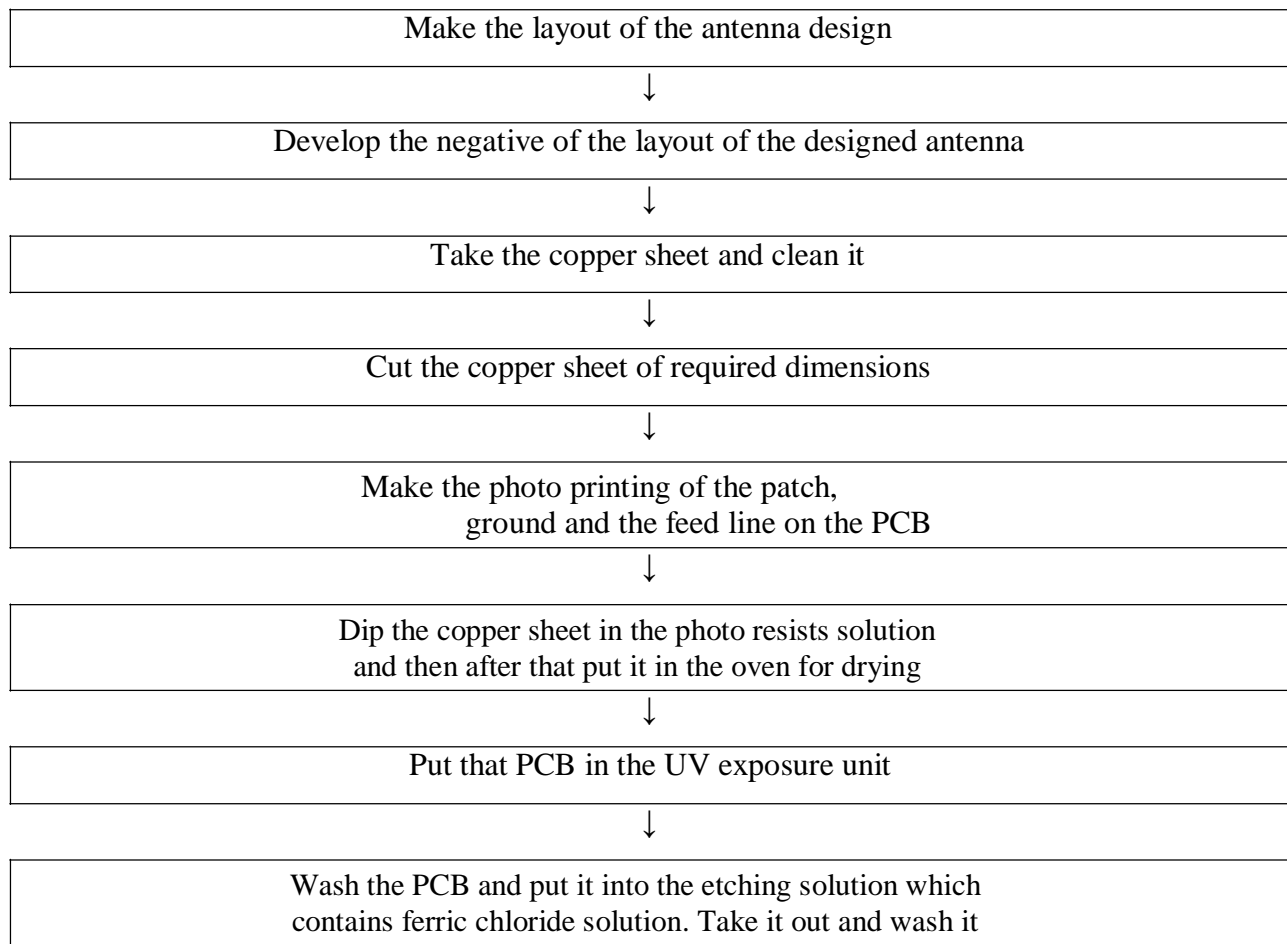 Make the layout of the antenna design
↓
Develop the negative of the layout of the designed antenna
↓
Take the copper sheet and clean it
↓
Cut the copper sheet of required dimensions
↓
Make the photo printing of the patch,
ground and the feed line on the PCB
↓
Dip the copper sheet in the photo resists solution
and then after that put it in the oven for drying
↓
Put that PCB in the UV exposure unit
↓
Wash the PCB and put it into the etching solution which
contains ferric chloride solution. Take it out and wash it